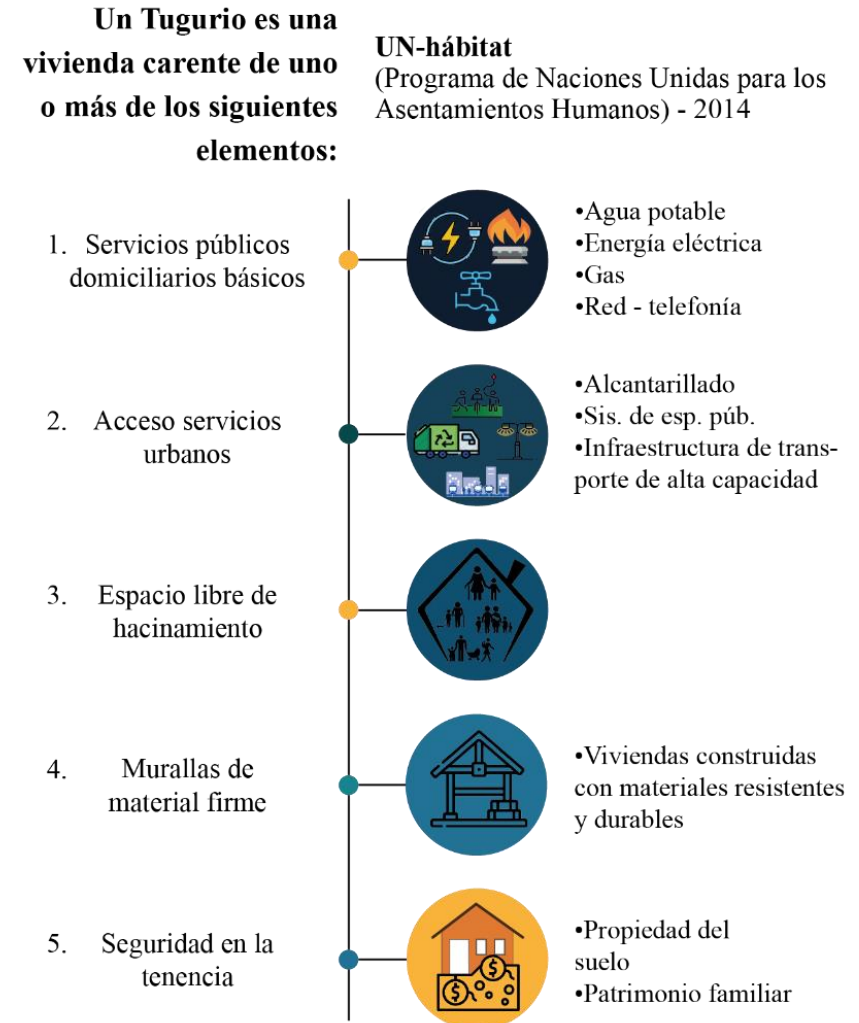 Un Tugurio es una
vivienda carente de uno
o más de los siguientes
elementos:
UN-hábitat
(Programa de Naciones Unidas para los
Asentamientos Humanos) - 2014
1. Servicios públicos
domiciliarios básicos
•Agua potable
•Energía eléctrica
•Gas
•Red - telefonía
2. Acceso servicios
urbanos
•Alcantarillado
•Sis. de esp. púb.
•Infraestructura de trans-
porte de alta capacidad
3. Espacio libre de
hacinamiento
4. Murallas de
material firme
•Viviendas construidas
con materiales resistentes
y durables
5. Seguridad en la
tenencia
•Propiedad del
suelo
•Patrimonio familiar